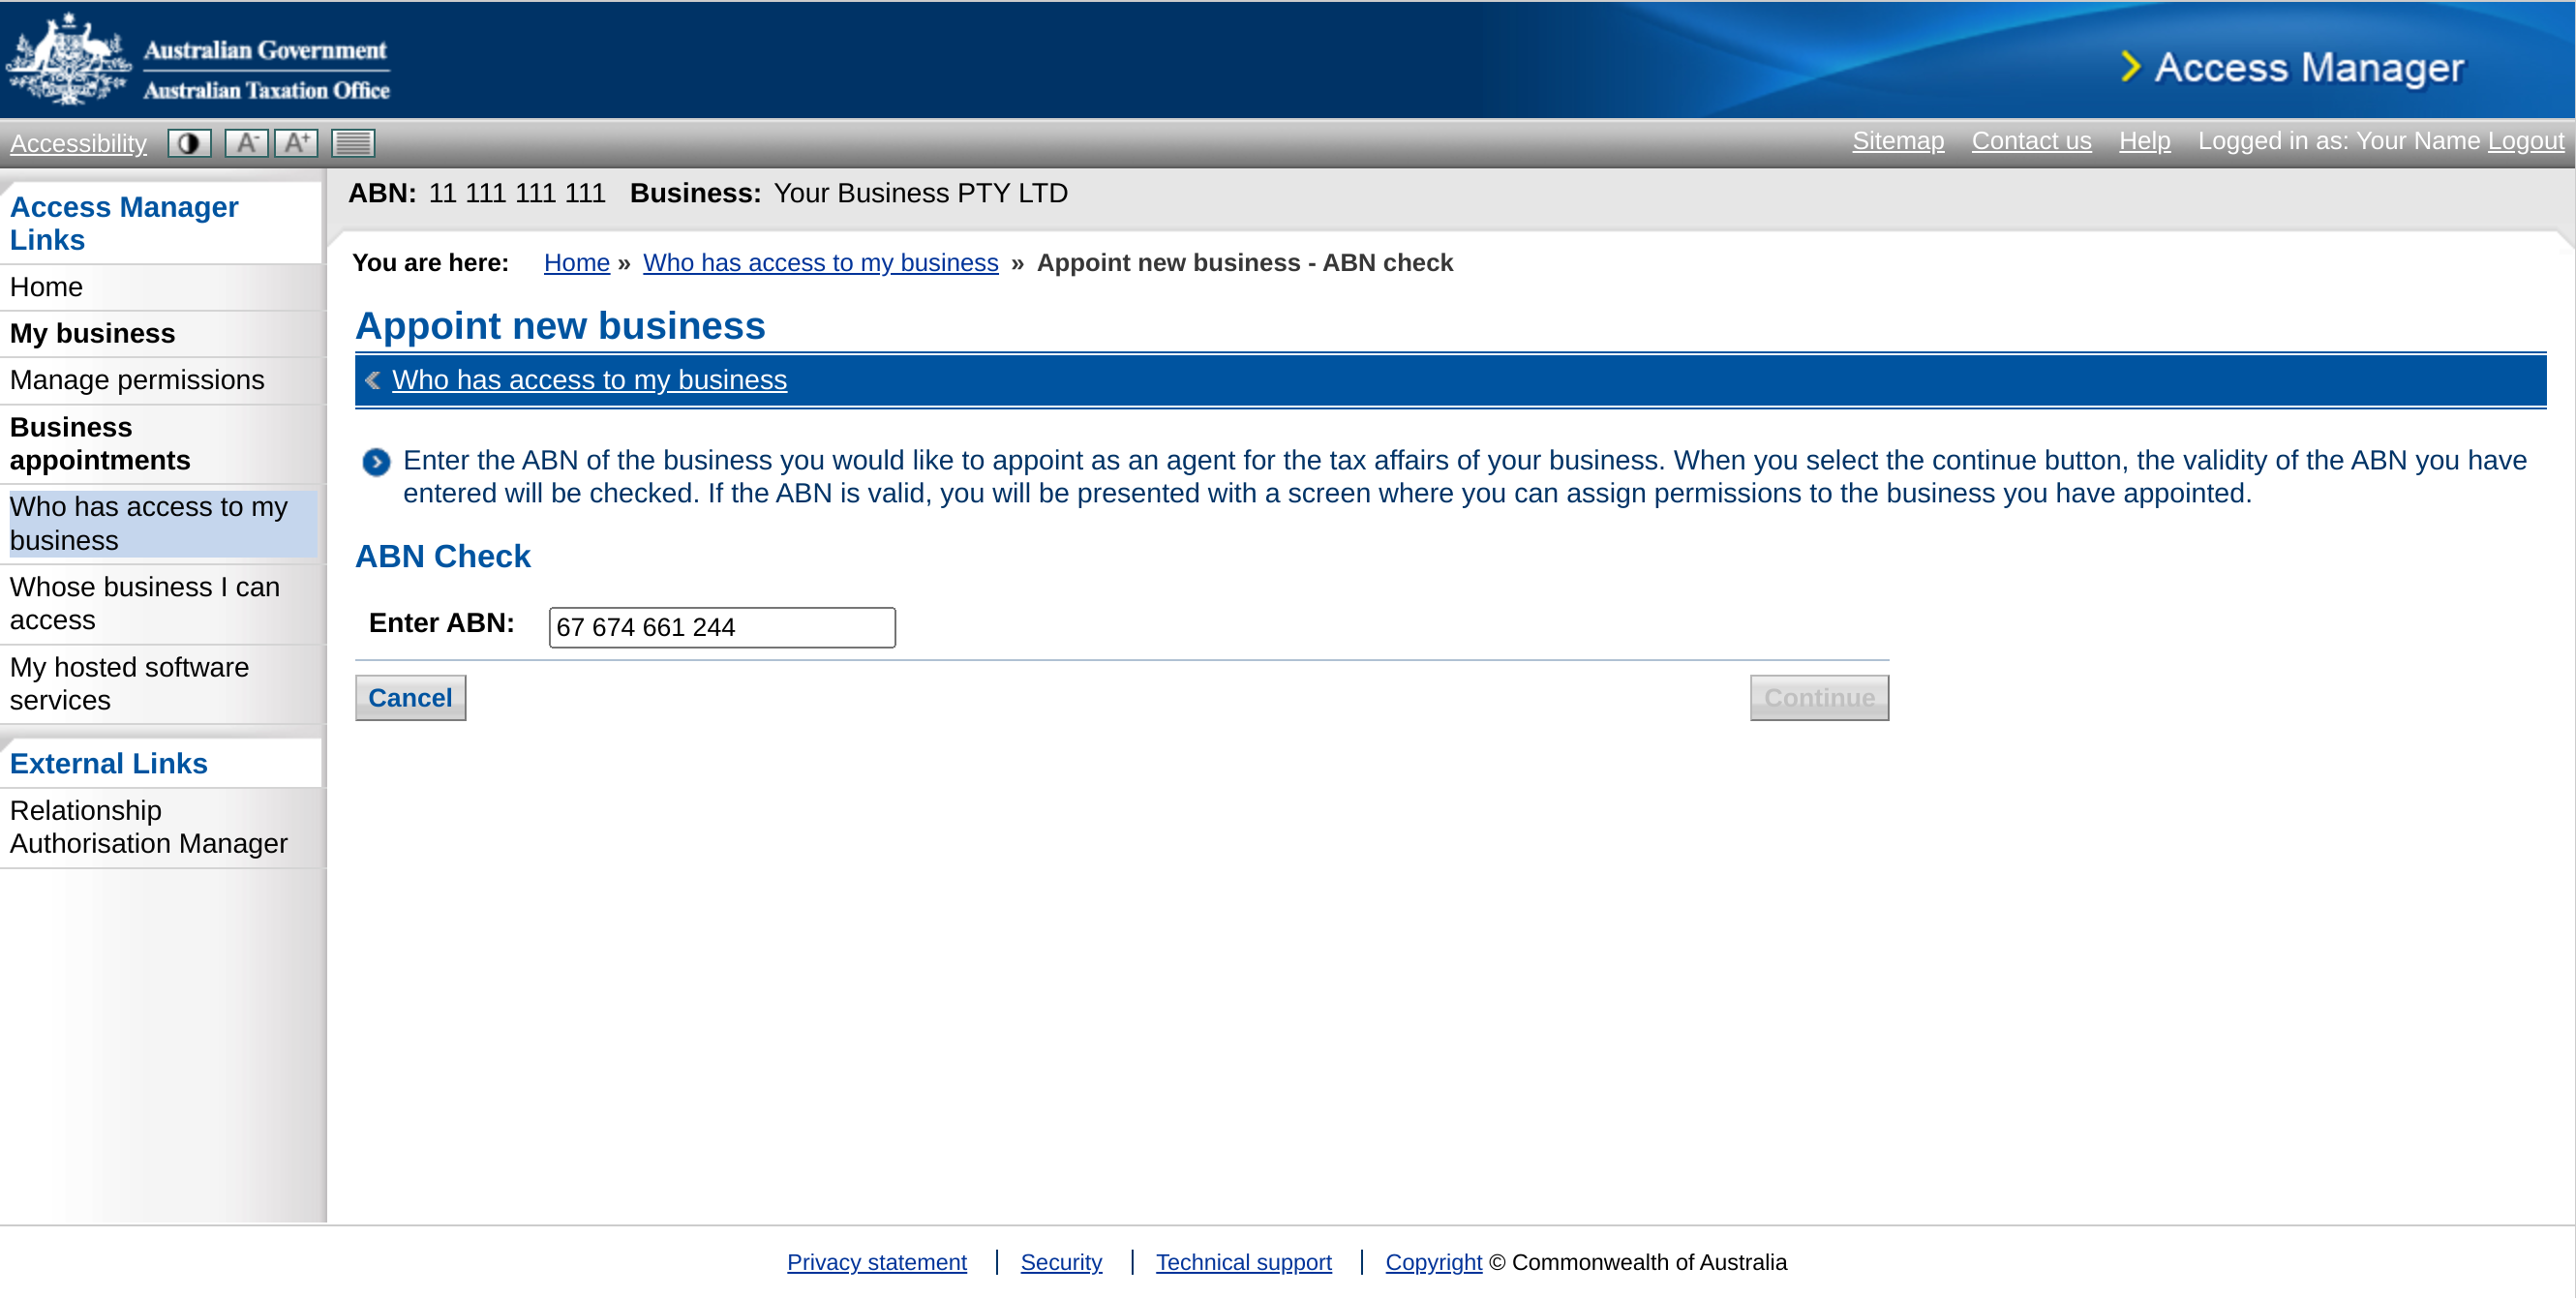 Australian Government
Australian Taxation Office
Access Manager
Accessibility A- A+
Sitemap Contact us Help Logged in as: Your Name Logout
Access Manager
Links
Home
My business
Manage permissions
Business
appointments
Who has access to my
business
Whose business I can
access
My hosted software
services
External Links
Relationship
Authorisation Manager
ABN: 11 111 111 111 Business: Your Business PTY LTD
You are here: Home » Who has access to my business » Appoint new business - ABN check
Appoint new business
Who has access to my business
Enter the ABN of the business you would like to appoint as an agent for the tax affairs of your business. When you select the continue button, the validity of the ABN you have
entered will be checked. If the ABN is valid, you will be presented with a screen where you can assign permissions to the business you have appointed.
ABN Check
Enter ABN: 67 674 661 244
Cancel Continue
Privacy statement | Security | Technical support | Copyright © Commonwealth of Australia